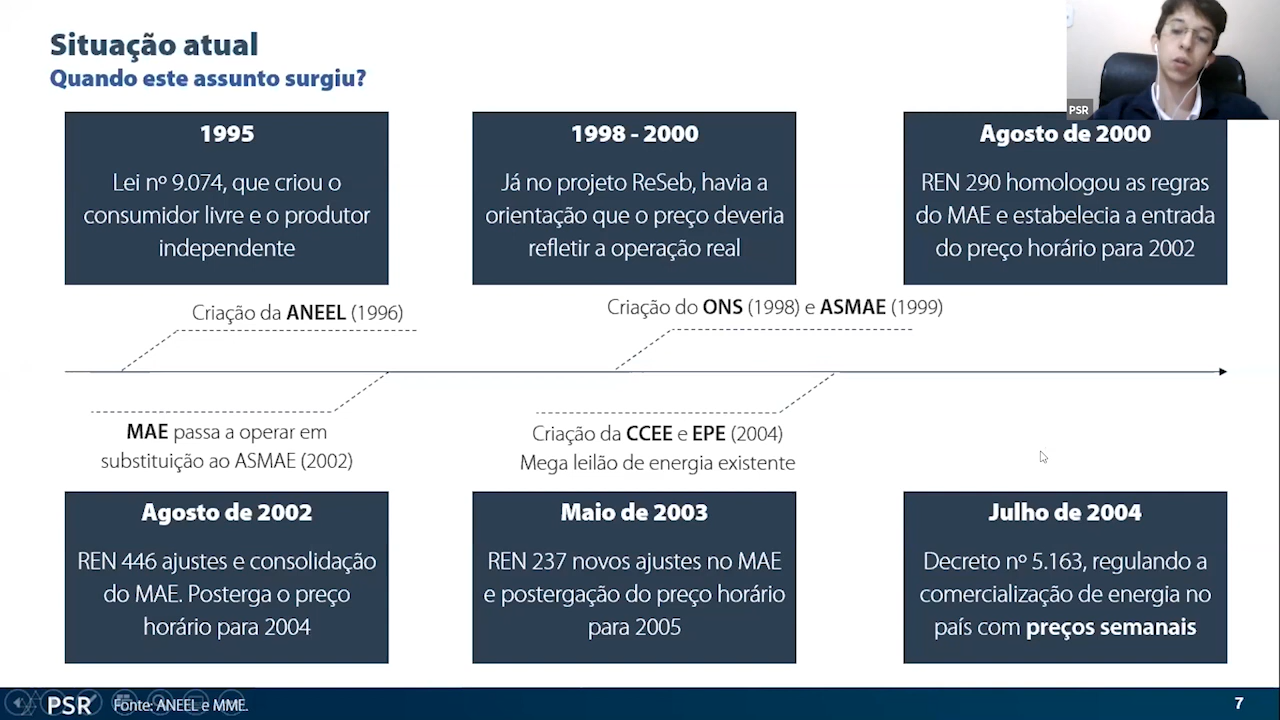 Situação atual
Quando este assunto surgiu?
PSR
1995
Lei nº 9.074, que criou o
consumidor livre e o produtor
independente
1998 - 2000
Já no projeto ReSeb, havia a
orientação que o preço deveria
refletir a operação real
Agosto de 2000
REN 290 homologou as regras
do MAE e estabelecia a entrada
do preço horário para 2002
Criação da ANEEL (1996)
Criação do ONS (1998) e ASMAE (1999)
MAE passa a operar em
substituição ao ASMAE (2002)
Criação da CCEE e EPE (2004)
Mega leilão de energia existente
Agosto de 2002
REN 446 ajustes e consolidação
do MAE. Posterga o preço
horário para 2004
Maio de 2003
REN 237 novos ajustes no MAE
e postergação do preço horário
para 2005
Julho de 2004
Decreto nº 5.163, regulando a
comercialização de energia no
país com preços semanais
PSR
Fonte: ANEEL e MME.
7